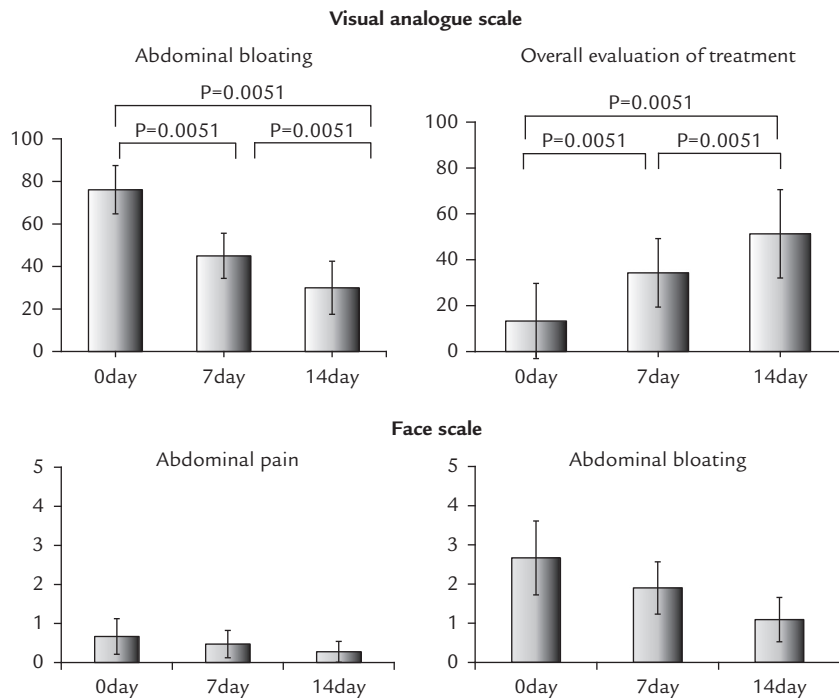 Visual analogue scale
Abdominal bloating
P=0.0051
P=0.0051 P=0.0051
100
80
60
40
20
0
0day 7day 14day
Overall evaluation of treatment
P=0.0051
P=0.0051 P=0.0051
100
80
60
40
20
0
0day 7day 14day
Face scale
Abdominal pain
5
4
3
2
1
0
0day 7day 14day
Abdominal bloating
5
4
3
2
1
0
0day 7day 14day